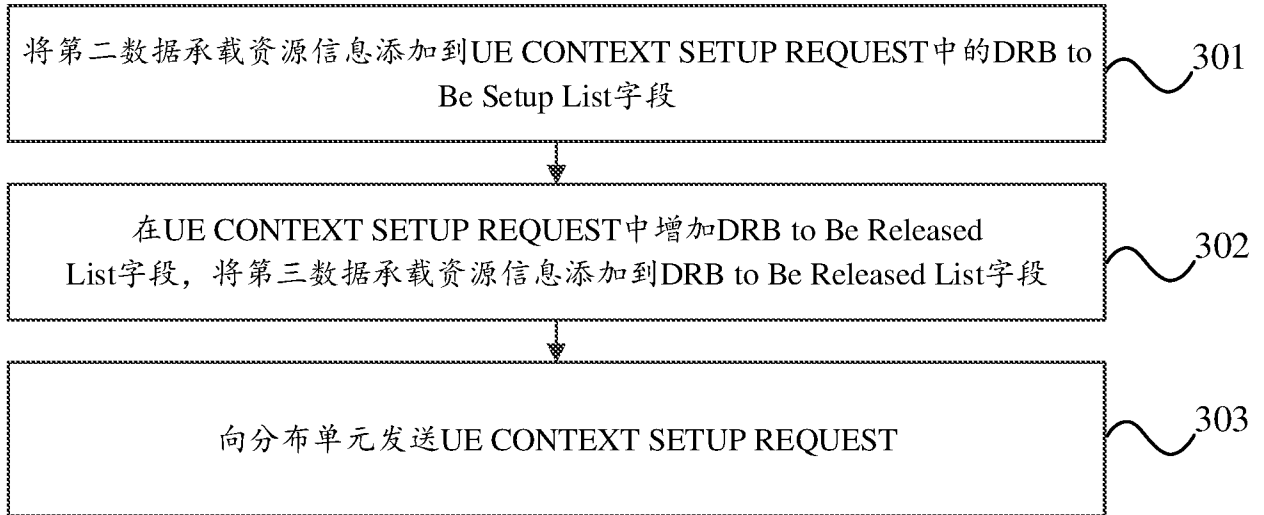 将第二数据承载资源信息添加到UE CONTEXT SETUP REQUEST中的DRB to
Be Setup List字段
301
在UE CONTEXT SETUP REQUEST中增加DRB to Be Released
List字段，将第三数据承载资源信息添加到DRB to Be Released List字段
302
向分布单元发送UE CONTEXT SETUP REQUEST
303